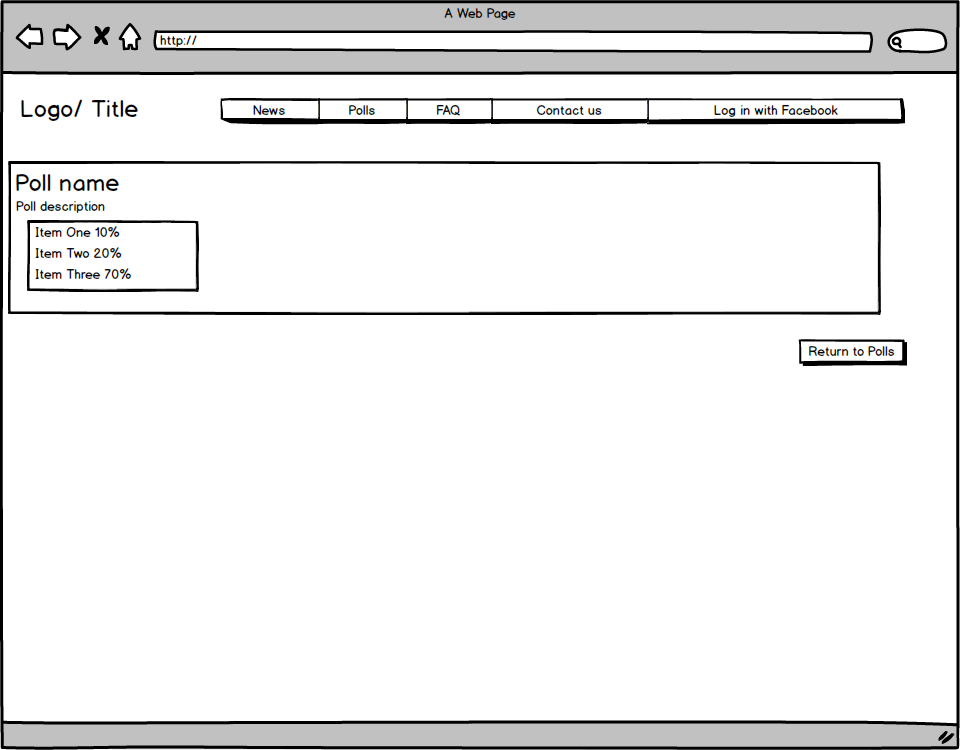 A Web Page
http://
Logo/ Title
News Polls FAQ Contact us Log in with Facebook
Poll name
Poll description
Item One 10%
Item Two 20%
Item Three 70%
Return to Polls